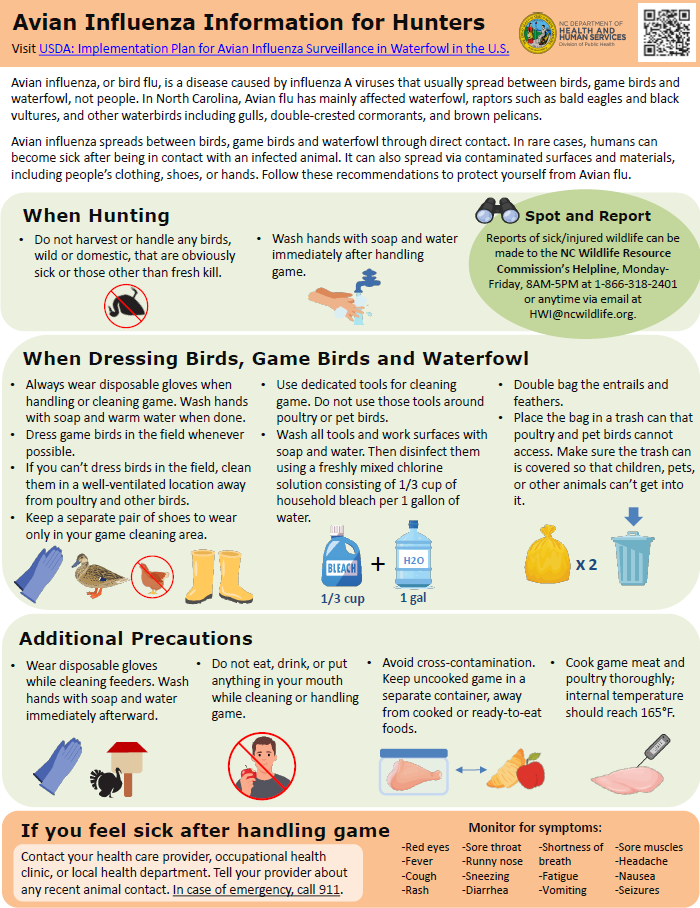 Avian Influenza Information for Hunters
Visit USDA: Implementation Plan for Avian Influenza Surveillance in Waterfowl in the U.S.
NC DEPARTMENT OF
HEALTH AND
HUMAN SERVICES
Division of Public Health
Avian influenza, or bird flu, is a disease caused by influenza A viruses that usually spread between birds, game birds and
waterfowl, not people. In North Carolina, Avian flu has mainly affected waterfowl, raptors such as bald eagles and black
vultures, and other waterbirds including gulls, double-crested cormorants, and brown pelicans.
Avian influenza spreads between birds, game birds and waterfowl through direct contact. In rare cases, humans can
become sick after being in contact with an infected animal. It can also spread via contaminated surfaces and materials,
including people's clothing, shoes, or hands. Follow these recommendations to protect yourself from Avian flu.
When Hunting
• Do not harvest or handle any birds,
wild or domestic, that are obviously
sick or those other than fresh kill.
• Wash hands with soap and water
immediately after handling
game.
Spot and Report
Reports of sick/injured wildlife can be
made to the NC Wildlife Resource
Commission's Helpline, Monday-
Friday, 8AM-5PM at 1-866-318-2401
or anytime via email at
HWI@ncwildlife.org.
When Dressing Birds, Game Birds and Waterfowl
• Always wear disposable gloves when
handling or cleaning game. Wash hands
with soap and warm water when done.
• Dress game birds in the field whenever
possible.
• If you can't dress birds in the field, clean
them in a well-ventilated location away
from poultry and other birds.
• Keep a separate pair of shoes to wear
only in your game cleaning area.
• Use dedicated tools for cleaning
game. Do not use those tools around
poultry or pet birds.
• Wash all tools and work surfaces with
soap and water. Then disinfect them
using a freshly mixed chlorine
solution consisting of 1/3 cup of
household bleach per 1 gallon of
water.
BLEACH
+
H2O
1/3 cup
1 gal
• Double bag the entrails and
feathers.
• Place the bag in a trash can that
poultry and pet birds cannot
access. Make sure the trash can
is covered so that children, pets,
or other animals can't get into
it.
X 2
Additional Precautions
• Wear disposable gloves
while cleaning feeders. Wash
hands with soap and water
immediately afterward.
• Do not eat, drink, or put
anything in your mouth
while cleaning or handling
game.
• Avoid cross-contamination.
Keep uncooked game in a
separate container, away
from cooked or ready-to-eat
foods.
• Cook game meat and
poultry thoroughly;
internal temperature
should reach 165°F.
If you feel sick after handling game
Contact your health care provider, occupational health
clinic, or local health department. Tell your provider about
any recent animal contact. In case of emergency, call 911.
Monitor for symptoms:
-Red eyes
-Fever
-Cough
-Rash
-Sore throat
-Runny nose
-Sneezing
-Diarrhea
-Shortness of
breath
-Fatigue
-Vomiting
-Sore muscles
-Headache
-Nausea
-Seizures